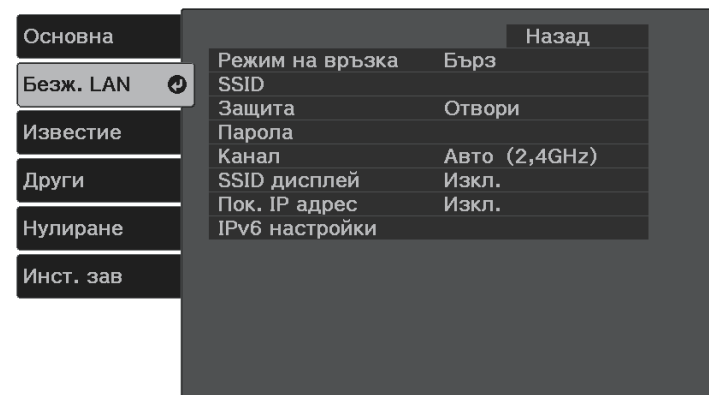 Основна
Безж. LAN
Известие
Други
Нулиране
Инст. зав
Назад
Режим на връзка Бърз
SSID
Защита Отвори
Парола
Канал Авто (2,4GHz)
SSID дисплей Изкл.
Пок. IP адрес Изкл.
IPv6 настройки